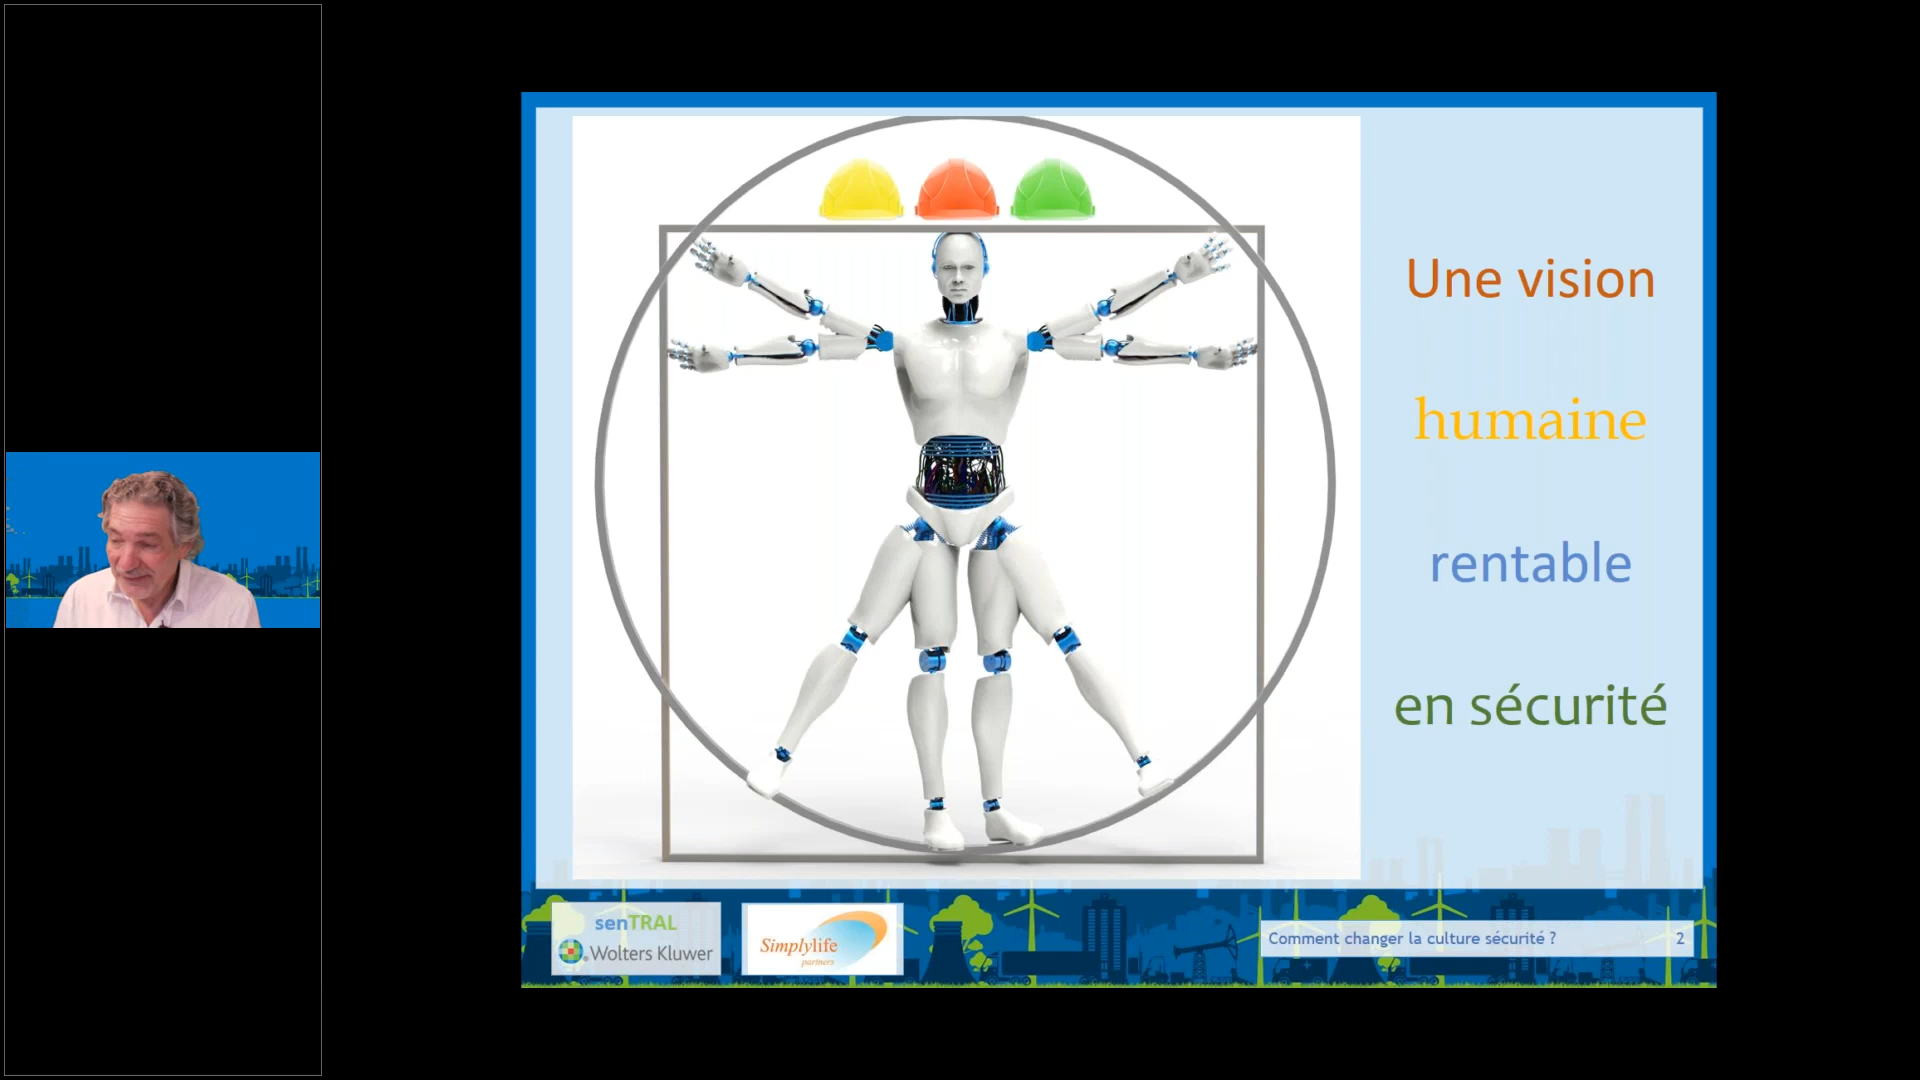 Une vision
humaine
rentable
en sécurité
senTRAL
Wolters Kluwer
Simplylife
partners
Comment changer la culture sécurité ? 2